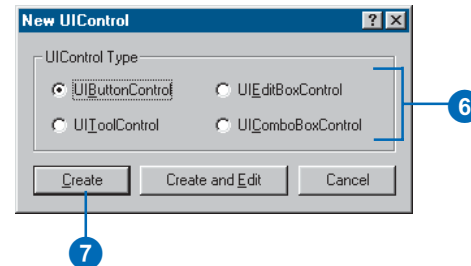 New UIControl
UIControl Type
UIButtonControl UIEditBoxControl
6
UIToolControl UIComboBoxControl
Create Create and Edit Cancel
7